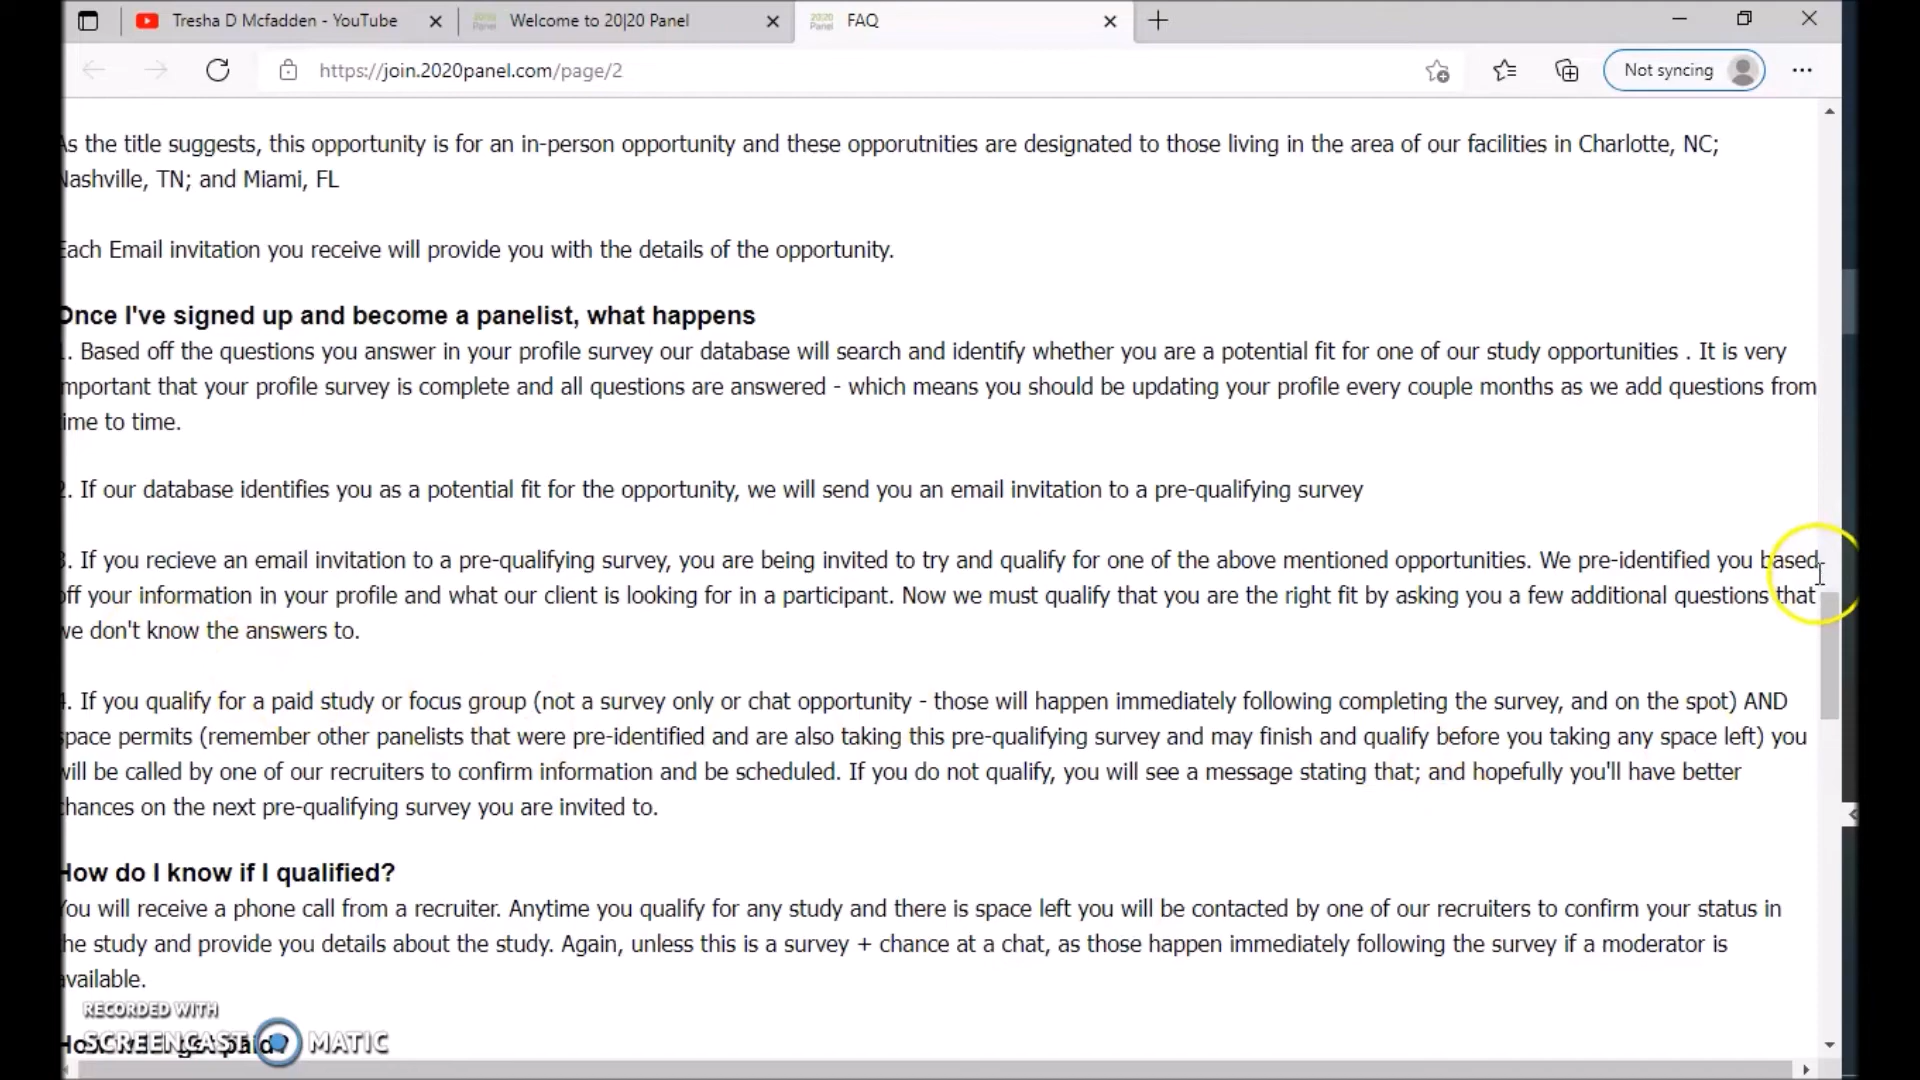 Tresha D Mcfadden - YouTube
Welcome to 20|20 Panel
FAQ
https://join.2020panel.com/page/2
Not syncing
As the title suggests, this opportunity is for an in-person opportunity and these opporutnities are designated to those living in the area of our facilities in Charlotte, NC;
Nashville, TN; and Miami, FL
Each Email invitation you receive will provide you with the details of the opportunity.
Once I've signed up and become a panelist, what happens
1. Based off the questions you answer in your profile survey our database will search and identify whether you are a potential fit for one of our study opportunities . It is very
important that your profile survey is complete and all questions are answered - which means you should be updating your profile every couple months as we add questions from
time to time.
2. If our database identifies you as a potential fit for the opportunity, we will send you an email invitation to a pre-qualifying survey
3. If you recieve an email invitation to a pre-qualifying survey, you are being invited to try and qualify for one of the above mentioned opportunities. We pre-identified you based
off your information in your profile and what our client is looking for in a participant. Now we must qualify that you are the right fit by asking you a few additional questions that
we don't know the answers to.
4. If you qualify for a paid study or focus group (not a survey only or chat opportunity - those will happen immediately following completing the survey, and on the spot) AND
space permits (remember other panelists that were pre-identified and are also taking this pre-qualifying survey and may finish and qualify before you taking any space left) you
will be called by one of our recruiters to confirm information and be scheduled. If you do not qualify, you will see a message stating that; and hopefully you'll have better
chances on the next pre-qualifying survey you are invited to.
How do I know if I qualified?
You will receive a phone call from a recruiter. Anytime you qualify for any study and there is space left you will be contacted by one of our recruiters to confirm your status in
the study and provide you details about the study. Again, unless this is a survey + chance at a chat, as those happen immediately following the survey if a moderator is
available.
RECORDED WITH
SCREENCAST MATIC